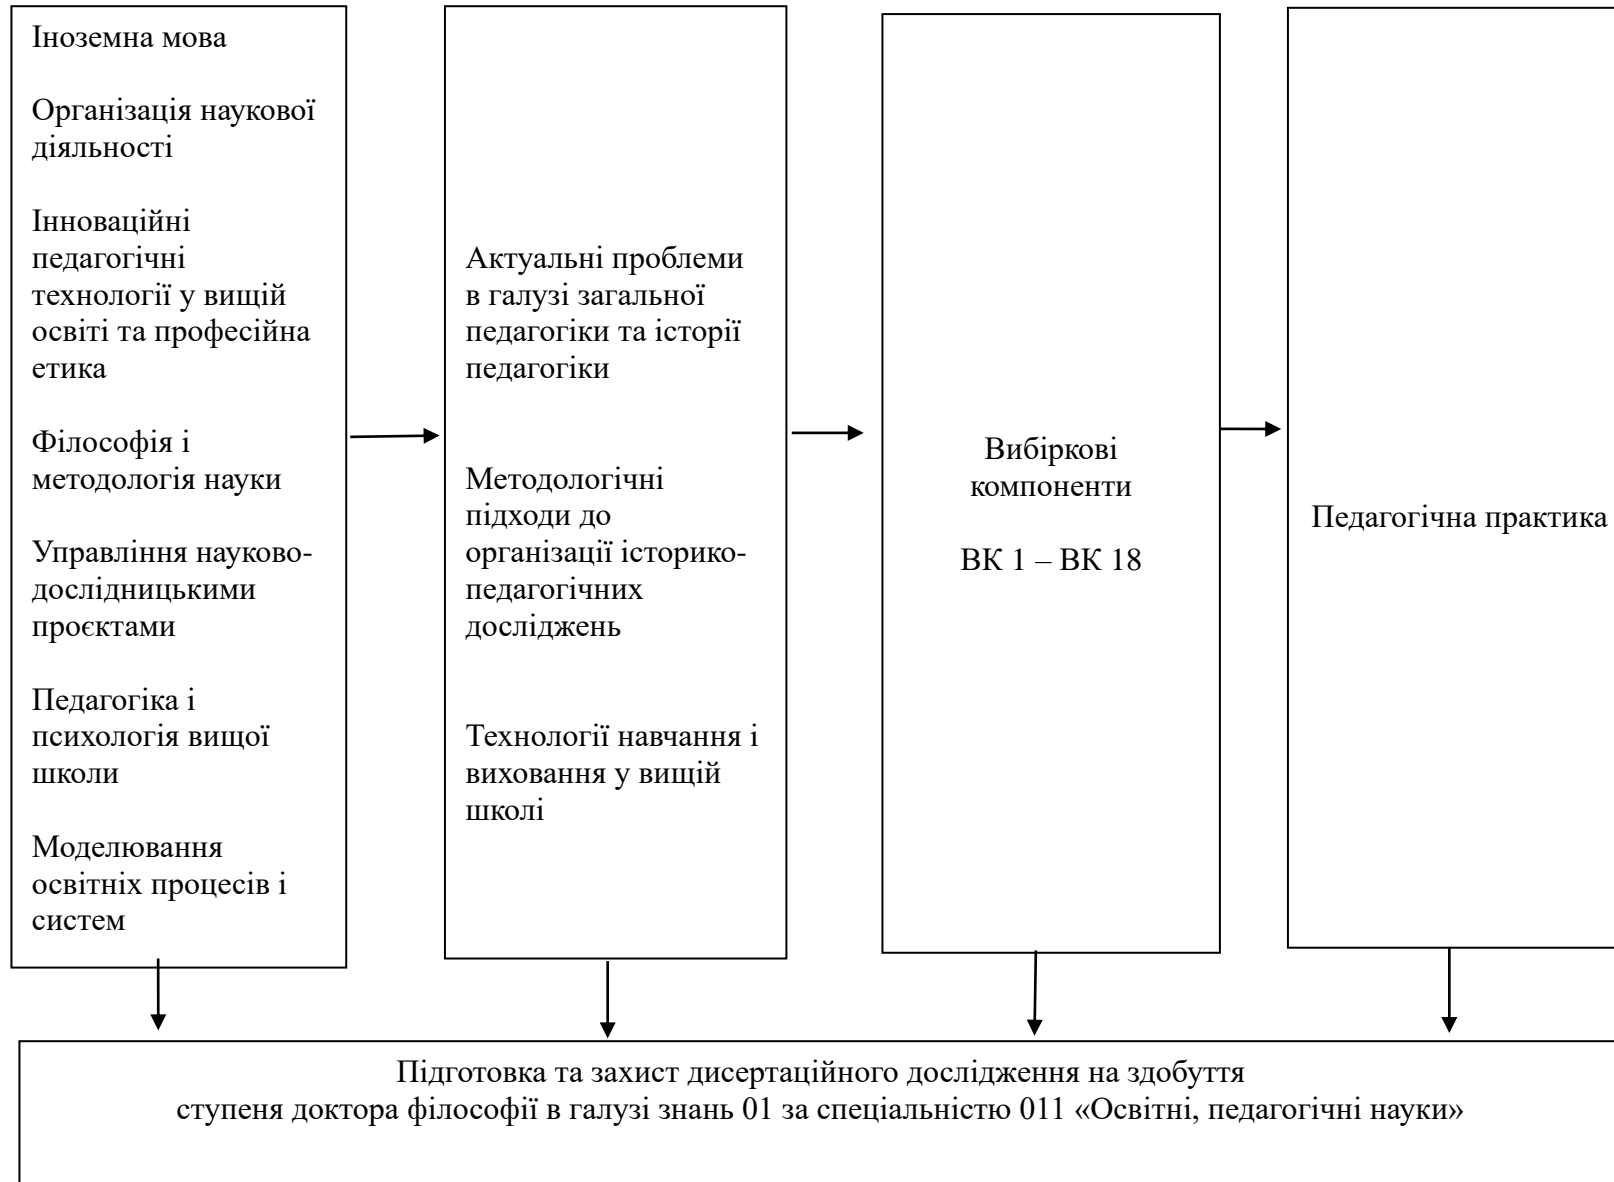 Іноземна мова
Організація наукової
діяльності
Інноваційні
педагогічні
технології у вищій
освіті та професійна
етика
Філософія і
методологія науки
Управління науково-
дослідницькими
проєктами
Педагогіка і
психологія вищої
школи
Моделювання
освітніх процесів і
систем
Актуальні проблеми
в галузі загальної
педагогіки та історії
педагогіки
Методологічні
підходи до
організації історико-
педагогічних
досліджень
Технології навчання і
виховання у вищій
школі
Вибіркові
компоненти
ВК 1 – ВК 18
Педагогічна практика
Підготовка та захист дисертаційного дослідження на здобуття
ступеня доктора філософії в галузі знань 01 за спеціальністю 011 «Освітні, педагогічні науки»